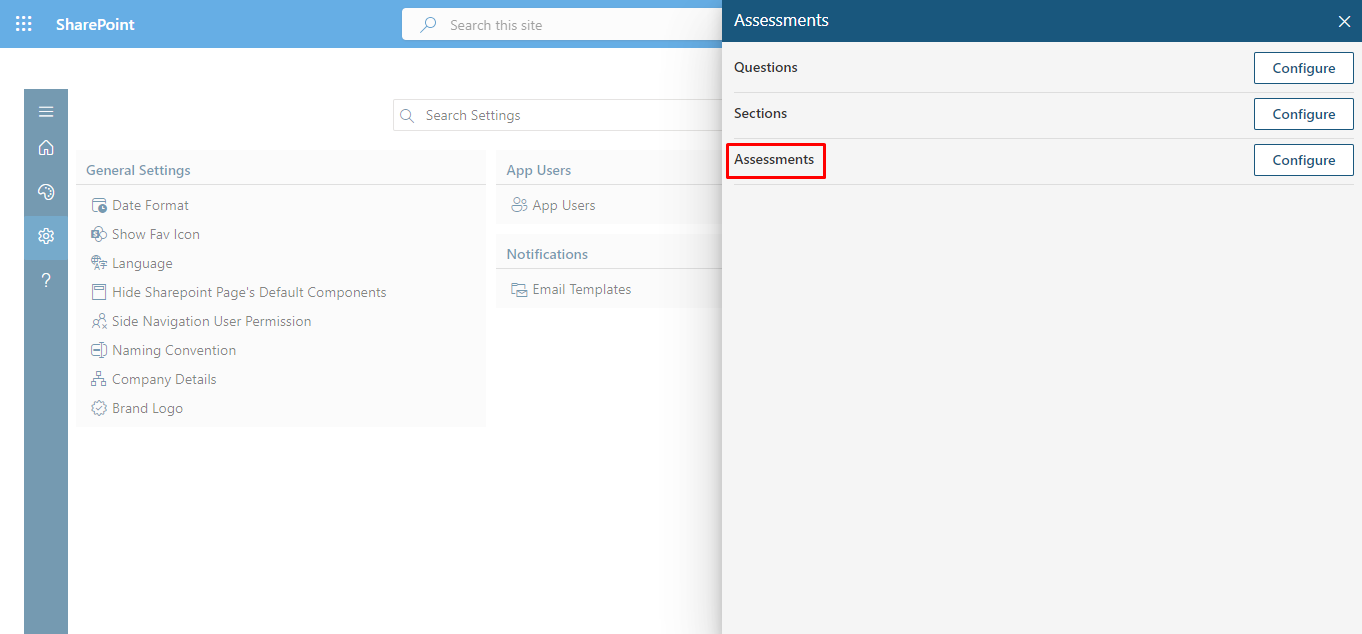 SharePoint
Search this site
Search Settings
General Settings
Date Format
Show Fav Icon
Language
Hide Sharepoint Page's Default Components
Side Navigation User Permission
Naming Convention
Company Details
Brand Logo
App Users
App Users
Notifications
Email Templates
Assessments
Questions Configure
Sections Configure
Assessments Configure